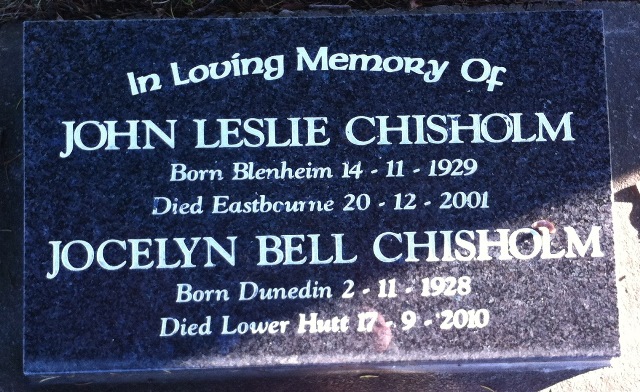 In Loving Memory Of
JOHN LESLIE CHISHOLM
Born Blenheim 14 - 11 - 1929
Died Eastbourne 20 - 12 - 2001
JOCELYN BELL CHISHOLM
Born Dunedin 2 - 11 - 1928
Died Lower Hutt 17 - 9 - 2010